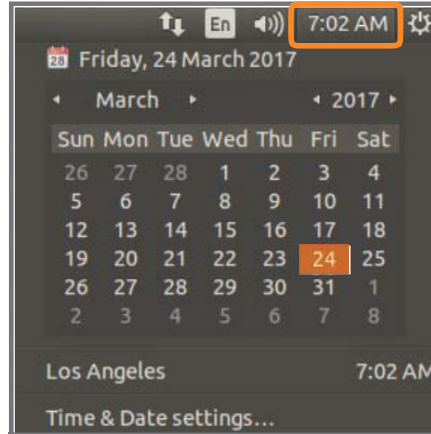 En 7:02 AM
28 Friday, 24 March 2017
March 2017
Sun Mon Tue Wed Thu Fri Sat
26 27 28 1 2 3 4
5 6 7 8 9 10 11
12 13 14 15 16 17 18
19 20 21 22 23 24 25
26 27 28 29 30 31 1
2 3 4 5 6 7 8
Los Angeles 7:02 AM
Time & Date settings...